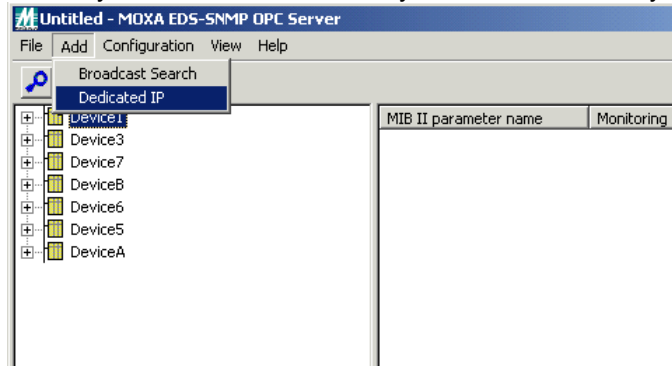 Untitled - MOXA EDS-SNMP OPC Server
File Add Configuration View Help
Broadcast Search
Dedicated IP
Device1
MIB II parameter name Monitoring
Device3
Device7
DeviceB
Device6
Device5
DeviceA